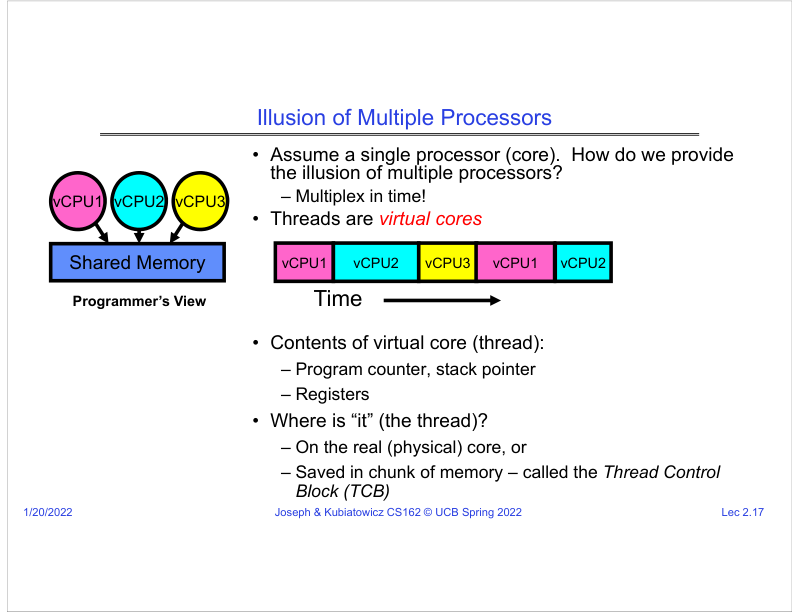 Illusion of Multiple Processors
vCPU1 vCPU2 vCPU3
Shared Memory
Programmer’s View
• Assume a single processor (core).  How do we provide
the illusion of multiple processors?
– Multiplex in time!
• Threads are virtual cores
vCPU1 vCPU2 vCPU3 vCPU1 vCPU2
Time
• Contents of virtual core (thread):
– Program counter, stack pointer
– Registers
• Where is “it” (the thread)?
– On the real (physical) core, or
– Saved in chunk of memory – called the Thread Control
Block (TCB)
1/20/2022 Joseph & Kubiatowicz CS162 © UCB Spring 2022 Lec 2.17